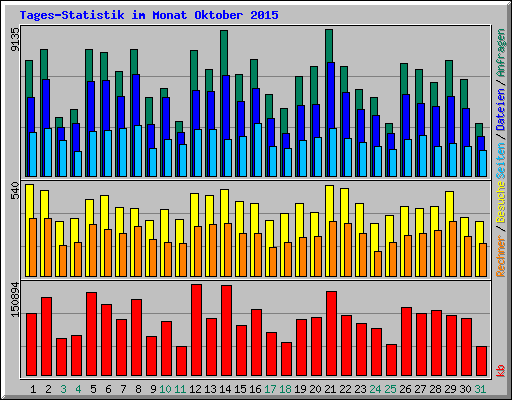 Tages-Statistik im Monat Oktober 2015
9135
540
150894
Rechner / Besuche Seiten / Dateien / Anfragen
kb
1 2 3 4 5 6 7 8 9 10 11 12 13 14 15 16 17 18 19 20 21 22 23 24 25 26 27 28 29 30 31